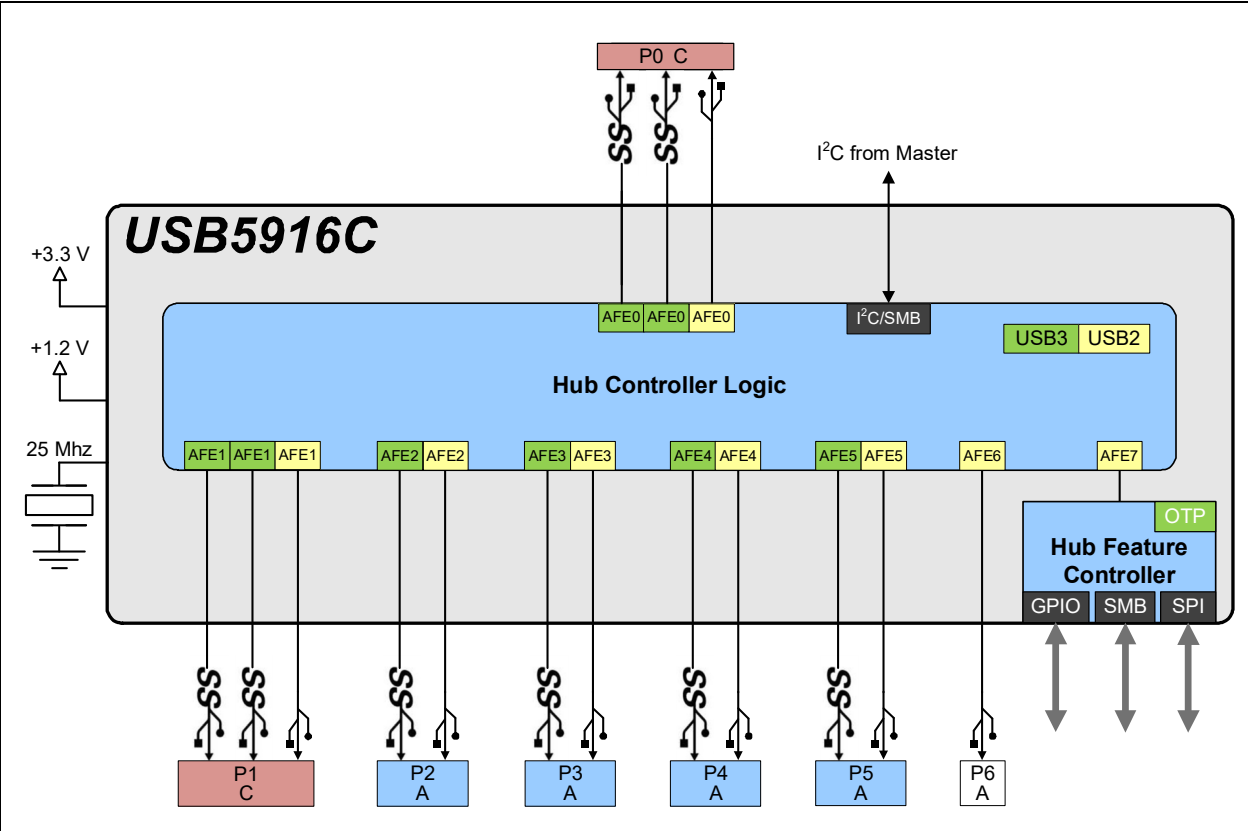 P0 C
SS SS
I²C from Master
USB5916C
+3.3 V
+1.2 V
25 Mhz
AFE0 AFE0 AFE0
I²C/SMB
USB3 USB2
Hub Controller Logic
AFE1 AFE1 AFE1 AFE2 AFE2 AFE3 AFE3 AFE4 AFE4 AFE5 AFE5 AFE6 AFE7
OTP
Hub Feature
Controller
GPIO SMB SPI
SS SS SS SS SS SS
P1
C
P2
A
P3
A
P4
A
P5
A
P6
A